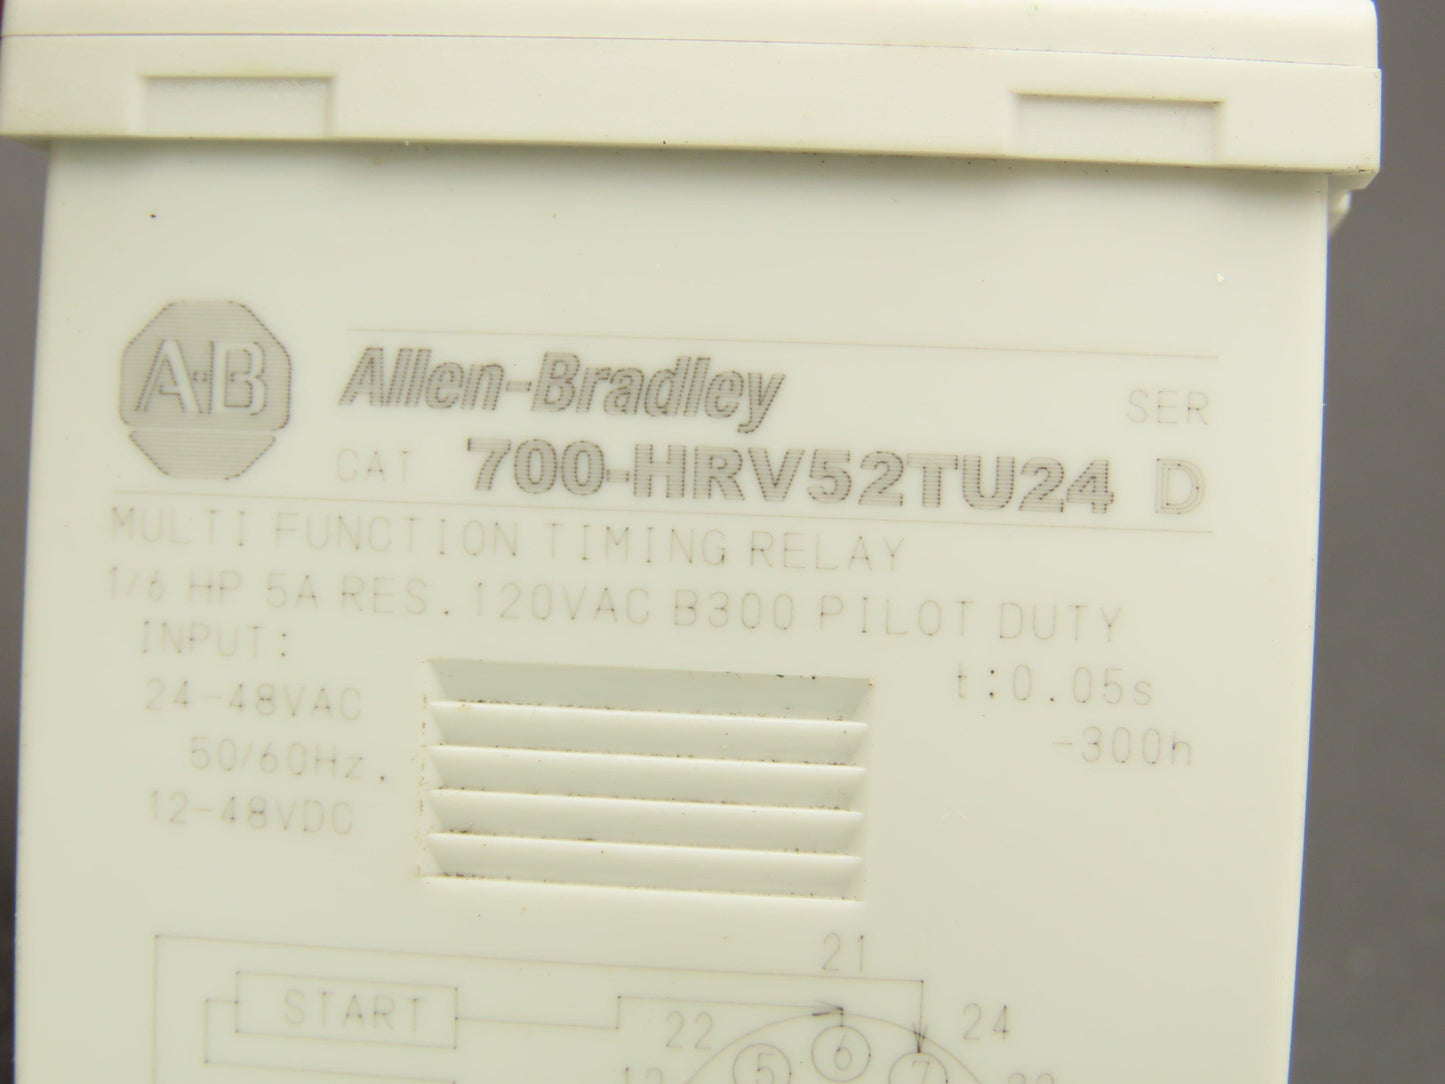 AB Allen-Bradley SER
CAT 700-HRV52TU24 D
MULTI FUNCTION TIMING RELAY
1/6 HP 5A RES. 120VAC B300 PILOT DUTY
INPUT:
24-48VAC
50/60Hz.
12-48VDC
t:0.05s
-300h
21
START
22
24
6
5
7